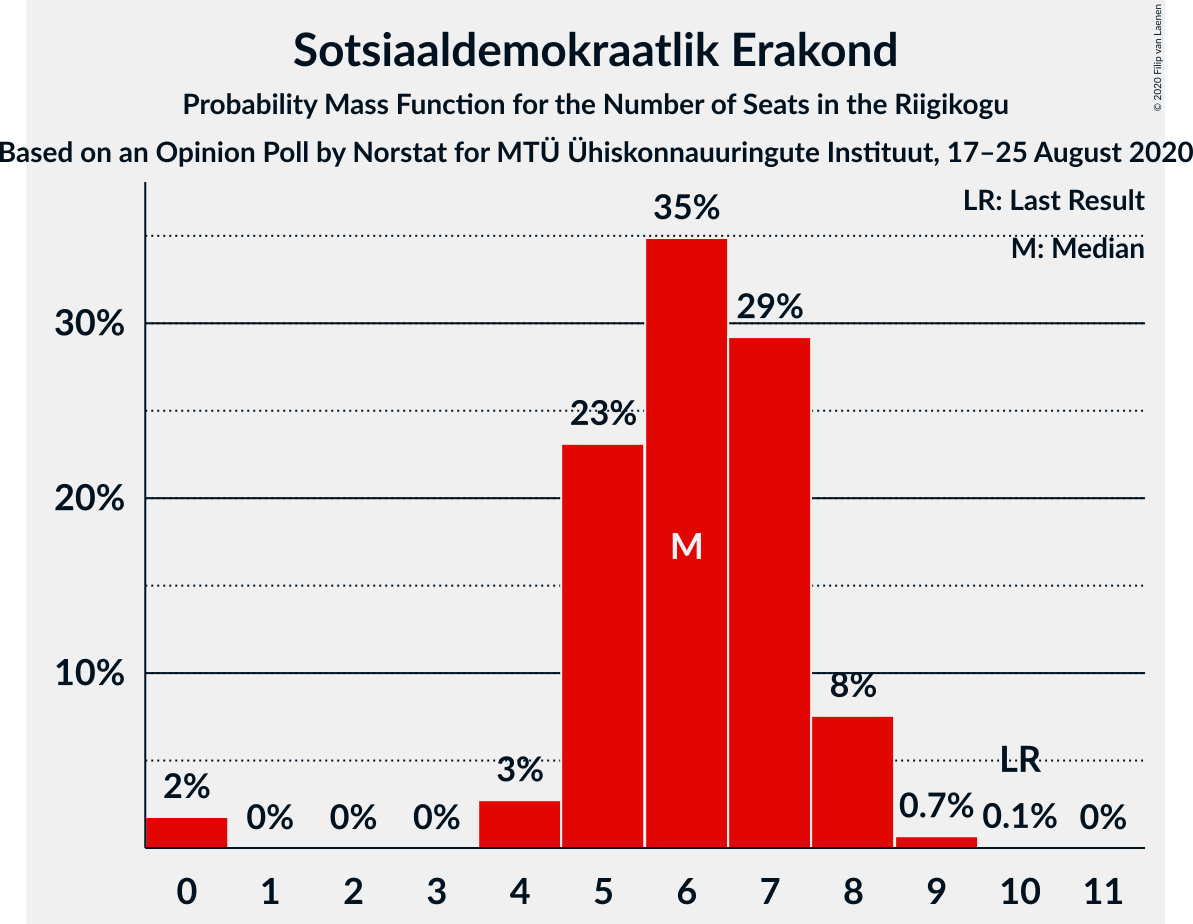 © 2020 Filip van Laenen
Sotsiaaldemokraatlik Erakond
Probability Mass Function for the Number of Seats in the Riigikogu
Based on an Opinion Poll by Norstat for MTÜ Ühiskonnauuringute Instituut, 17–25 August 2020
LR: Last Result
M: Median
35%
29%
30%
23%
20%
M
10%
8%
LR
3%
2%
0%
0%
0%
0.7%
0.1%
0%
0 1 2 3 4 5 6 7 8 9 10 11